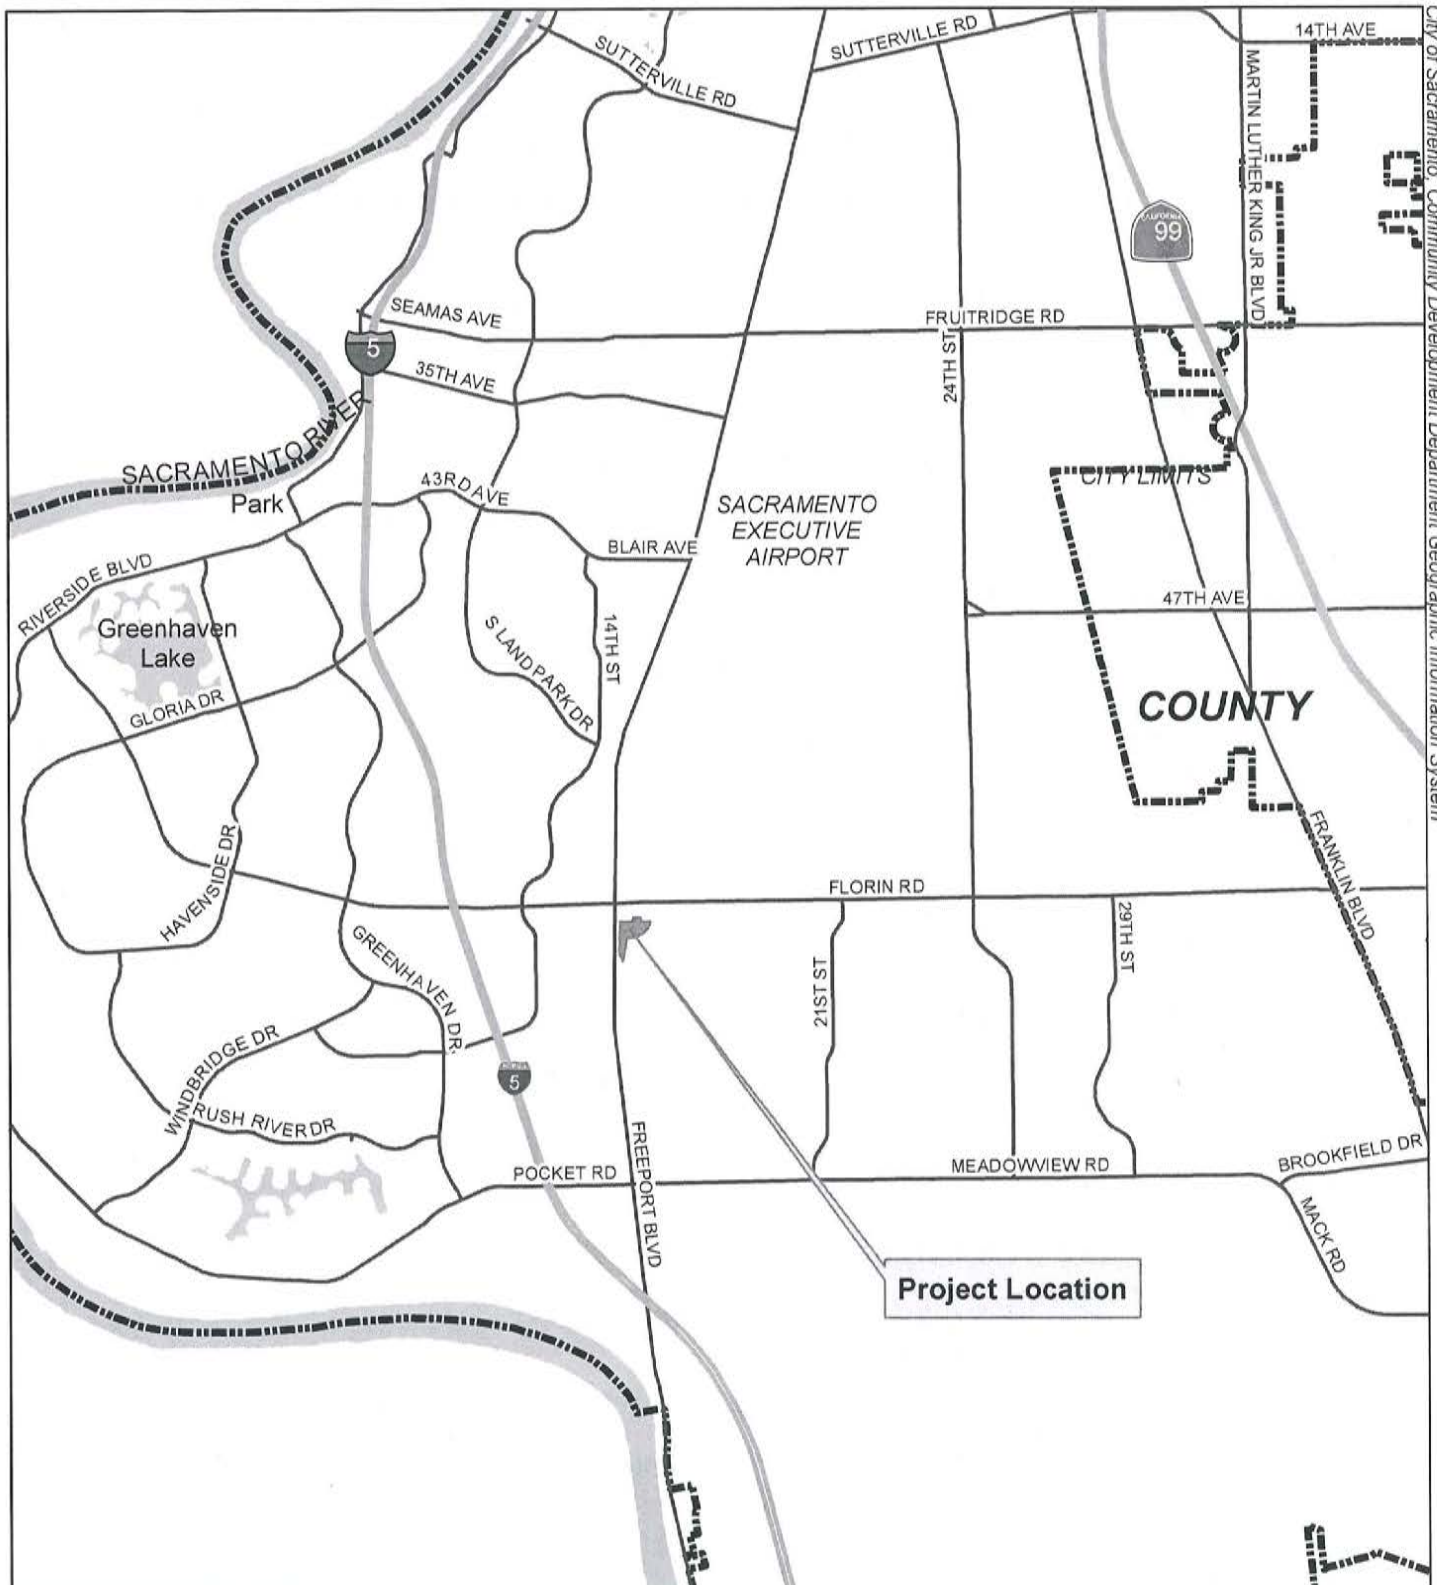 SUTTERVILLE RD
SUTTERVILLE RD
14TH AVE
MARTIN LUTHER KING JR BLVD
99
SEAMAS AVE
FRUITRIDGE RD
5
35TH AVE
24TH ST
SACRAMENTO RIVER
Park
43RD AVE
CITY LIMITS
SACRAMENTO
EXECUTIVE
AIRPORT
BLAIR AVE
RIVERSIDE BLVD
47TH AVE
Greenhaven
Lake
S LAND PARK DR
14TH ST
GLORIA DR
COUNTY
HAVENSIDE DR
FRANKLIN BLVD
FLORIN RD
GREENHAVEN DR
29TH ST
21ST ST
WINDBRIDGE DR
5
RUSH RIVER DR
POCKET RD
FREEPORT BLVD
MEADOWVIEW RD
BROOKFIELD DR
MACK RD
Project Location
City of Sacramento, Community Development Department Geographic Information System